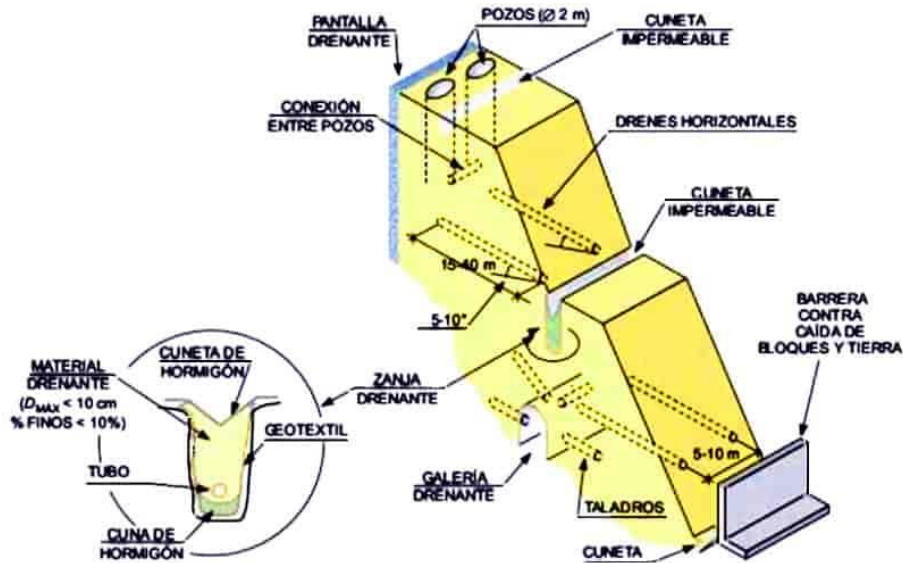 POZOS (Ø 2 m)
PANTALLA
DRENANTE
CUNETA
IMPERMEABLE
CONEXIÓN
ENTRE POZOS
DRENES HORIZONTALES
CUNETA
IMPERMEABLE
15-40 m
5-10°
BARRERA
CONTRA
CAÍDA DE
BLOQUES Y TIERRA
CUNETA DE
HORMIGÓN
MATERIAL
DRENANTE
(D MAX < 10 cm
% FINOS < 10%)
ZANJA
DRENANTE
GEOTEXTIL
TUBO
CUNA DE
HORMIGÓN
GALERÍA
DRENANTE
TALADROS
5-10 m
CUNETA